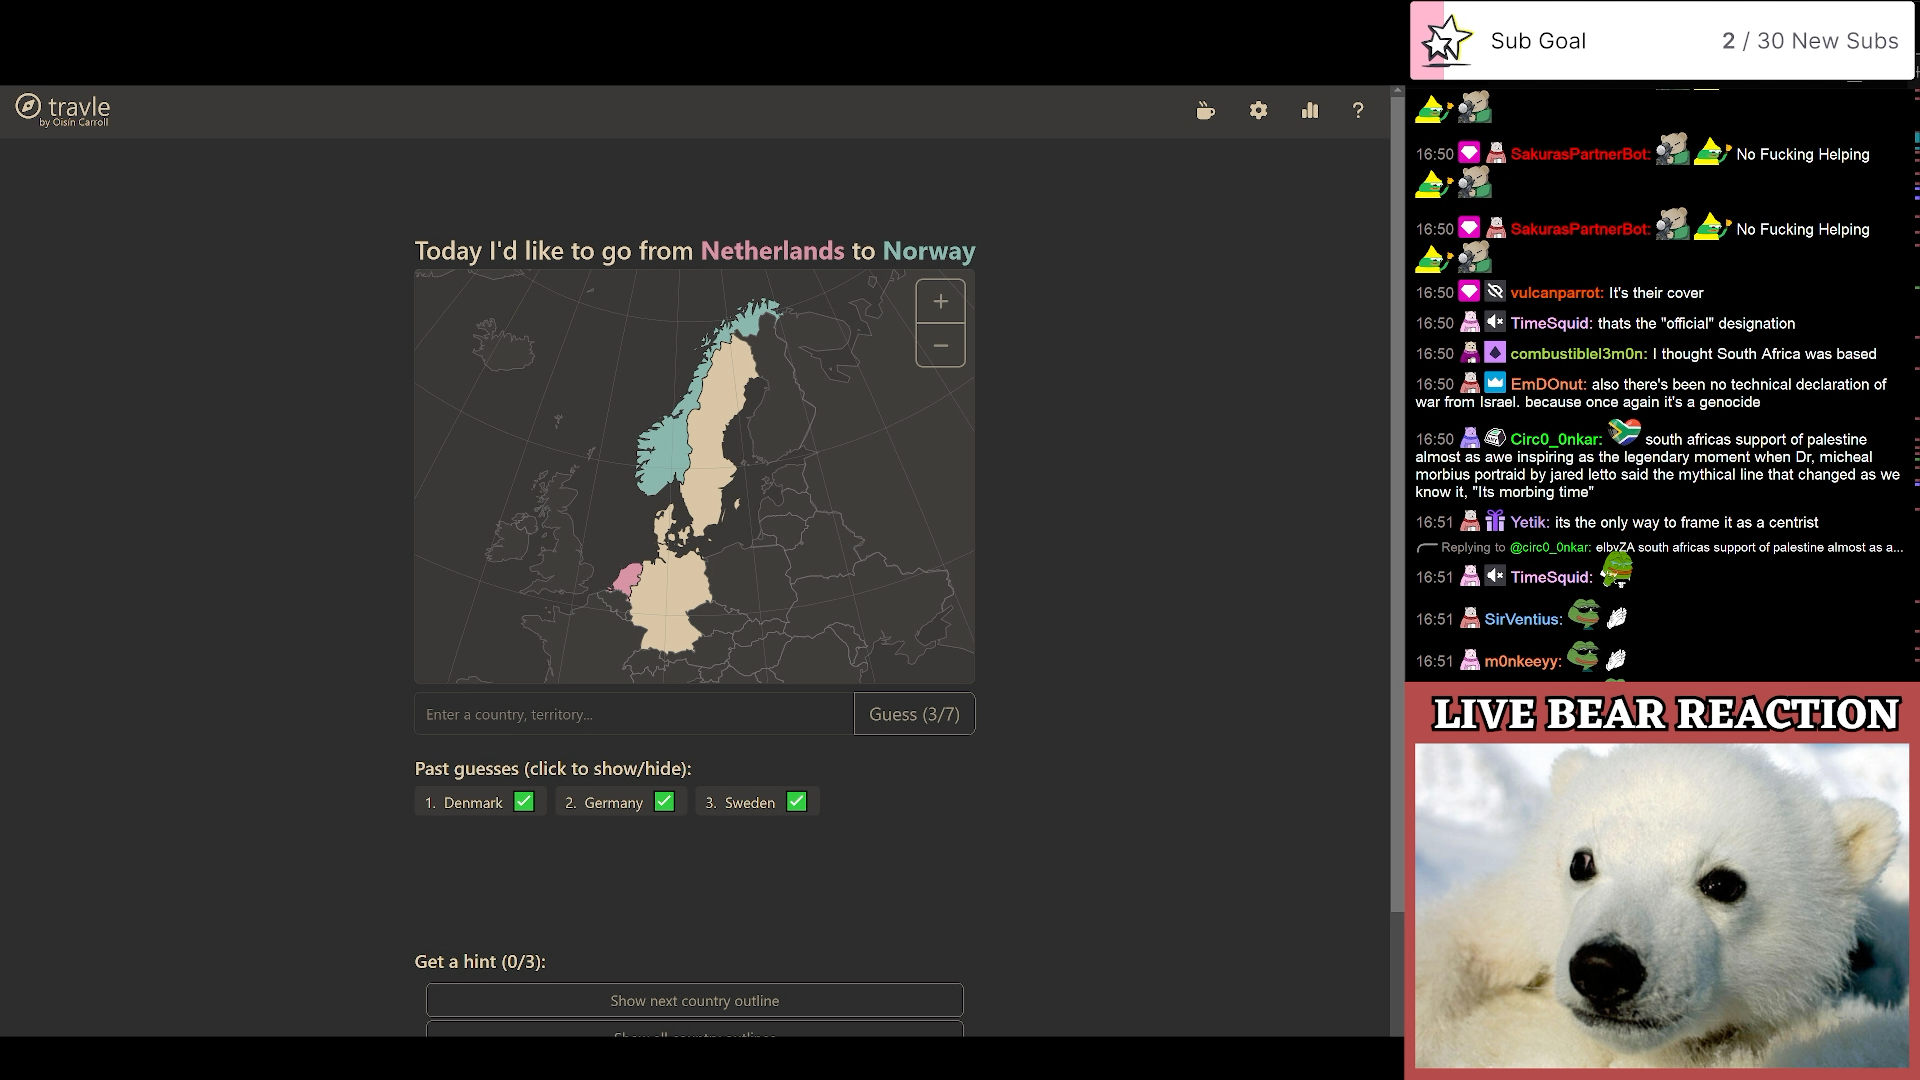 Sub Goal
2 / 30 New Subs
travle
by Oisín Carroll
?
Today I'd like to go from Netherlands to Norway
+
−
Enter a country, territory...
Guess (3/7)
Past guesses (click to show/hide):
1. Denmark
2. Germany
3. Sweden
Get a hint (0/3):
Show next country outline
Show all country outlines
16:50 SakurasPartnerBot: No Fucking Helping
16:50 SakurasPartnerBot: No Fucking Helping
16:50 vulcanparrot: It's their cover
16:50 TimeSquid: thats the "official" designation
16:50 combustiblel3m0n: I thought South Africa was based
16:50 EmDOnut: also there's been no technical declaration of
war from Israel. because once again it's a genocide
16:50 Circ0_0nkar: south africas support of palestine
almost as awe inspiring as the legendary moment when Dr, micheal
morbius portraid by jared letto said the mythical line that changed as we
know it, "Its morbing time"
16:51 Yetik: its the only way to frame it as a centrist
Replying to @circ0_0nkar: elbyZA south africas support of palestine almost as a...
16:51 TimeSquid:
16:51 SirVentius:
16:51 m0nkeeyy:
LIVE BEAR REACTION